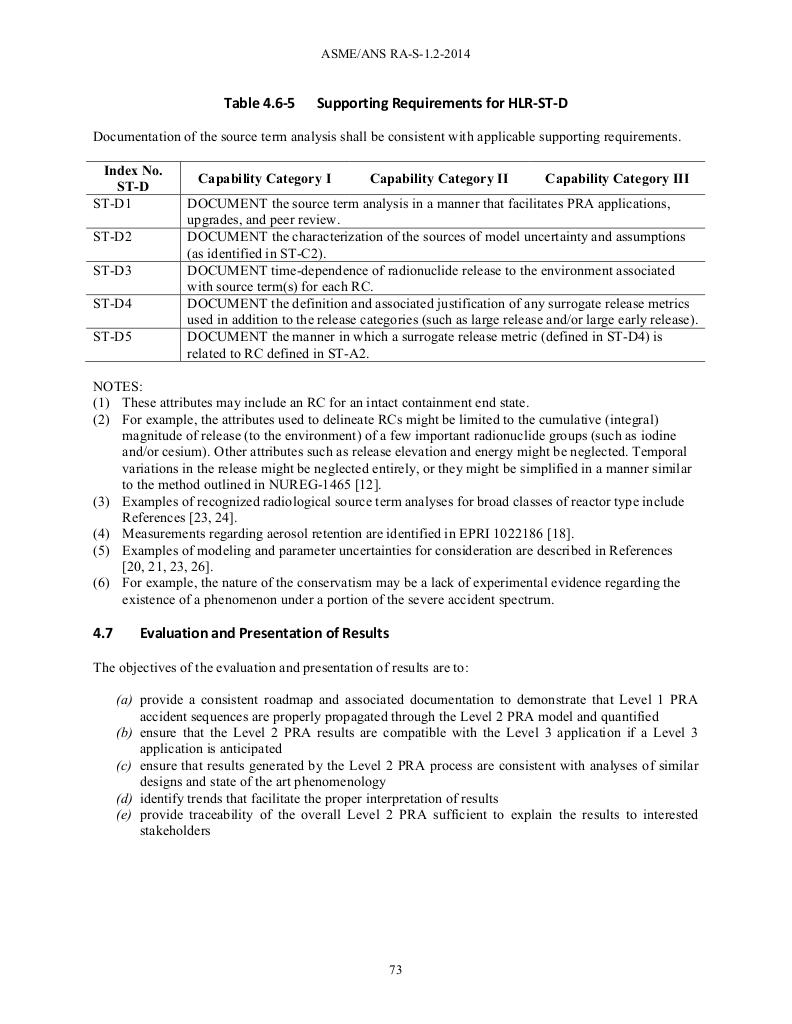 ASME/ANS RA-S-1.2-2014
Table 4.6-5 Supporting Requirements for HLR-ST-D
Documentation of the source term analysis shall be consistent with applicable supporting requirements.
Index No.
ST-D
Capability Category I Capability Category II Capability Category III
ST-D1 DOCUMENT the source term analysis in a manner that facilitates PRA applications,
upgrades, and peer review.
ST-D2 DOCUMENT the characterization of the sources of model uncertainty and assumptions
(as identified in ST-C2).
ST-D3 DOCUMENT time-dependence of radionuclide release to the environment associated
with source term(s) for each RC.
ST-D4 DOCUMENT the definition and associated justification of any surrogate release metrics
used in addition to the release categories (such as large release and/or large early release).
ST-D5 DOCUMENT the manner in which a surrogate release metric (defined in ST-D4) is
related to RC defined in ST-A2.
NOTES:
(1) These attributes may include an RC for an intact containment end state.
(2) For example, the attributes used to delineate RCs might be limited to the cumulative (integral)
magnitude of release (to the environment) of a few important radionuclide groups (such as iodine
and/or cesium). Other attributes such as release elevation and energy might be neglected. Temporal
variations in the release might be neglected entirely, or they might be simplified in a manner similar
to the method outlined in NUREG-1465 [12].
(3) Examples of recognized radiological source term analyses for broad classes of reactor type include
References [23, 24].
(4) Measurements regarding aerosol retention are identified in EPRI 1022186 [18].
(5) Examples of modeling and parameter uncertainties for consideration are described in References
[20, 21, 23, 26].
(6) For example, the nature of the conservatism may be a lack of experimental evidence regarding the
existence of a phenomenon under a portion of the severe accident spectrum.
4.7 Evaluation and Presentation of Results
The objectives of the evaluation and presentation of results are to:
(a) provide a consistent roadmap and associated documentation to demonstrate that Level 1 PRA
accident sequences are properly propagated through the Level 2 PRA model and quantified
(b) ensure that the Level 2 PRA results are compatible with the Level 3 application if a Level 3
application is anticipated
(c) ensure that results generated by the Level 2 PRA process are consistent with analyses of similar
designs and state of the art phenomenology
(d) identify trends that facilitate the proper interpretation of results
(e) provide traceability of the overall Level 2 PRA sufficient to explain the results to interested
stakeholders
73